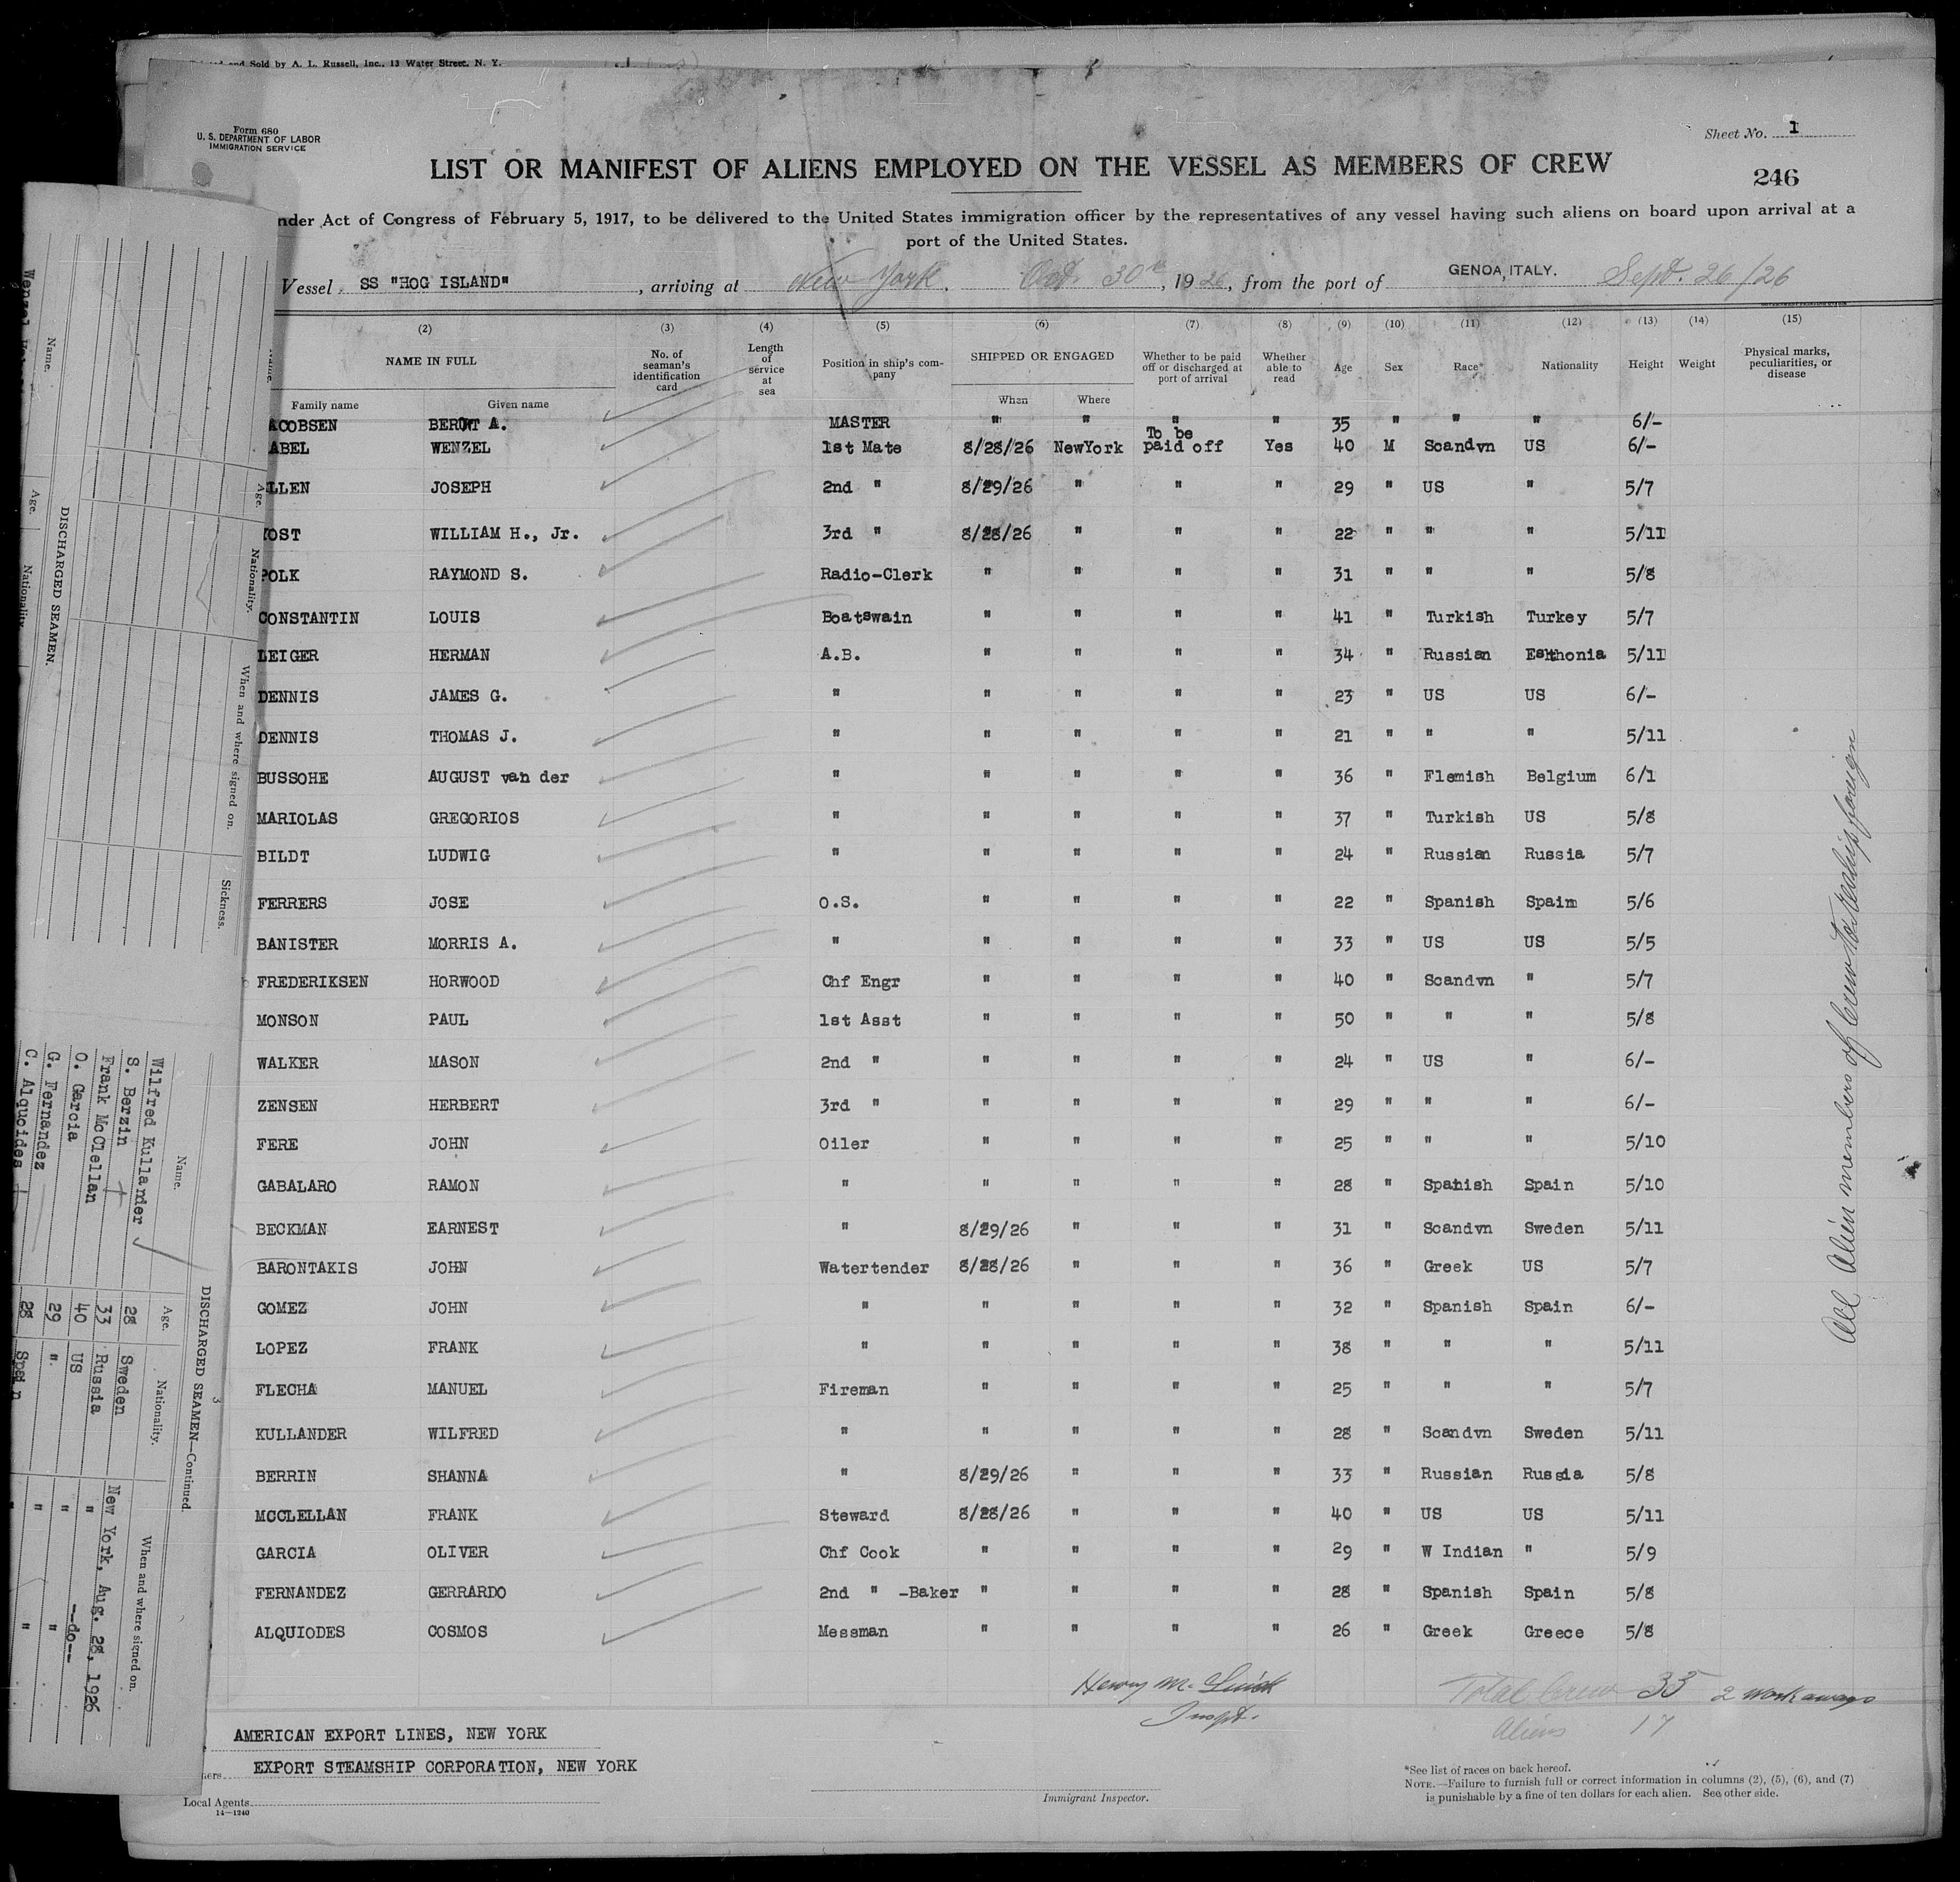 and Sold by A. L. Russell, Inc., 13 Water Street, N. Y.
Form 680
U. S. DEPARTMENT OF LABOR
IMMIGRATION SERVICE
Sheet No. 1
LIST OR MANIFEST OF ALIENS EMPLOYED ON THE VESSEL AS MEMBERS OF CREW
246
nder Act of Congress of February 5, 1917, to be delivered to the United States immigration officer by the representatives of any vessel having such aliens on board upon arrival at a
port of the United States.
Vessel SS "HOG ISLAND", arriving at New York. Oct. 30th, 1926, from the port of GENOA, ITALY. Sept. 26/26
(2) (3) (4) (5) (6) (7) (8) (9) (10) (11) (12) (13) (14) (15)
NAME IN FULL No. of seaman's identification card Length of service at sea Position in ship's company SHIPPED OR ENGAGED Whether to be paid off or discharged at port of arrival Whether able to read Age Sex Race* Nationality Height Weight Physical marks, peculiarities, or disease
Family name Given name When Where
ACOBSEN A. MASTER " " " " 35 " " " 6/-
ABEL WENZEL 1st Mate 8/28/26 NewYork To be paid off Yes 40 M Scandvn US 6/-
LLEN JOSEPH 2nd " 8/29/26 " " " 29 " US " 5/7
YOST WILLIAM H., Jr. 3rd " 8/28/26 " " " 22 " " " 5/11
POLK RAYMOND S. Radio-Clerk " " " " 31 " " " 5/8
CONSTANTIN LOUIS Boatswain " " " " 41 " Turkish Turkey 5/7
LEIGER HERMAN A.B. " " " " 34 " Russian Esthonia 5/11
DENNIS JAMES G. " " " " " 23 " US US 6/-
DENNIS THOMAS J. " " " " " 21 " " " 5/11
BUSSOHE AUGUST van der " " " " " 36 " Flemish Belgium 6/1
MARIOLAS GREGORIOS " " " " " 37 " Turkish US 5/8
BILDT LUDWIG " " " " " 24 " Russian Russia 5/7
FERRERS JOSE O.S. " " " " 22 " Spanish Spain 5/6
BANISTER MORRIS A. " " " " " 33 " US US 5/5
FREDERIKSEN HORWOOD Chf Engr " " " " 40 " Scandvn " 5/7
MONSON PAUL 1st Asst " " " " 50 " " " 5/8
WALKER MASON 2nd " " " " " 24 " US " 6/-
ZENSEN HERBERT 3rd " " " " " 29 " " " 6/-
FERE JOHN Oiler " " " " 25 " " " 5/10
GABALARO RAMON " " " " " 28 " Spanish Spain 5/10
BECKMAN EARNEST " 8/29/26 " " " 31 " Scandvn Sweden 5/11
BARONTAKIS JOHN Watertender 8/28/26 " " " 36 " Greek US 5/7
GOMEZ JOHN " " " " " 32 " Spanish Spain 6/-
LOPEZ FRANK " " " " " 38 " " " 5/11
FLECHA MANUEL Fireman " " " " 25 " " " 5/7
KULLANDER WILFRED " " " " " 28 " Scandvn Sweden 5/11
BERRIN SHANNA " 8/29/26 " " " 33 " Russian Russia 5/8
MCCLELLAN FRANK Steward 8/28/26 " " " 40 " US US 5/11
GARCIA OLIVER Chf Cook " " " " 29 " W Indian " 5/9
FERNANDEZ GERRARDO 2nd " -Baker " " " " 28 " Spanish Spain 5/8
ALQUIODES COSMOS Messman " " " " 26 " Greek Greece 5/8
All Alien members of Crew to reship foreign
Henry M.
Inspt.
Total Crew 33 2 workaways
Aliens 17
AMERICAN EXPORT LINES, NEW YORK
EXPORT STEAMSHIP CORPORATION, NEW YORK
Local Agents
14—1240
Immigrant Inspector.
*See list of races on back hereof.
NOTE.—Failure to furnish full or correct information in columns (2), (5), (6), and (7)
is punishable by a fine of ten dollars for each alien. See other side.
DISCHARGED SEAMEN.
Name. Age. Nationality. When and where signed on. Sickness.
3
DISCHARGED SEAMEN—Continued.
Name. Age. Nationality. When and where signed on.
Wilfred Kullander 28 Sweden New York, Aug. 28, 1926
S. Berzin 33 Russia "
Frank McClellan 40 US --do--
O. Garcia 29 " " "
G. Fernandez 28 Spain " "
C. Alquoides